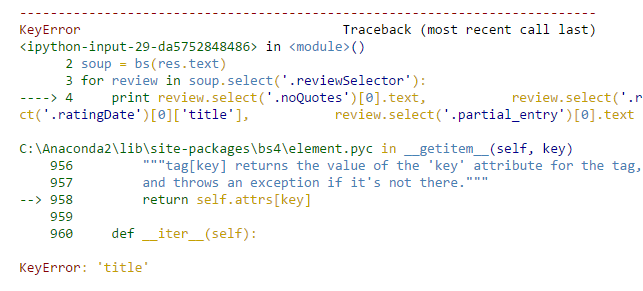 ---------------------------------------------------------------------------
KeyError                                  Traceback (most recent call last)
<ipython-input-29-da5752848486> in <module>()
      2 soup = bs(res.text)
      3 for review in soup.select('.reviewSelector'):
----> 4     print review.select('.noQuotes')[0].text,         review.select('.r
ct('.ratingDate')[0]['title'],           review.select('.partial_entry')[0].text
C:\Anaconda2\lib\site-packages\bs4\element.pyc in __getitem__(self, key)
    956         """tag[key] returns the value of the 'key' attribute for the tag,
    957         and throws an exception if it's not there."""
--> 958         return self.attrs[key]
    959
    960     def __iter__(self):
KeyError: 'title'